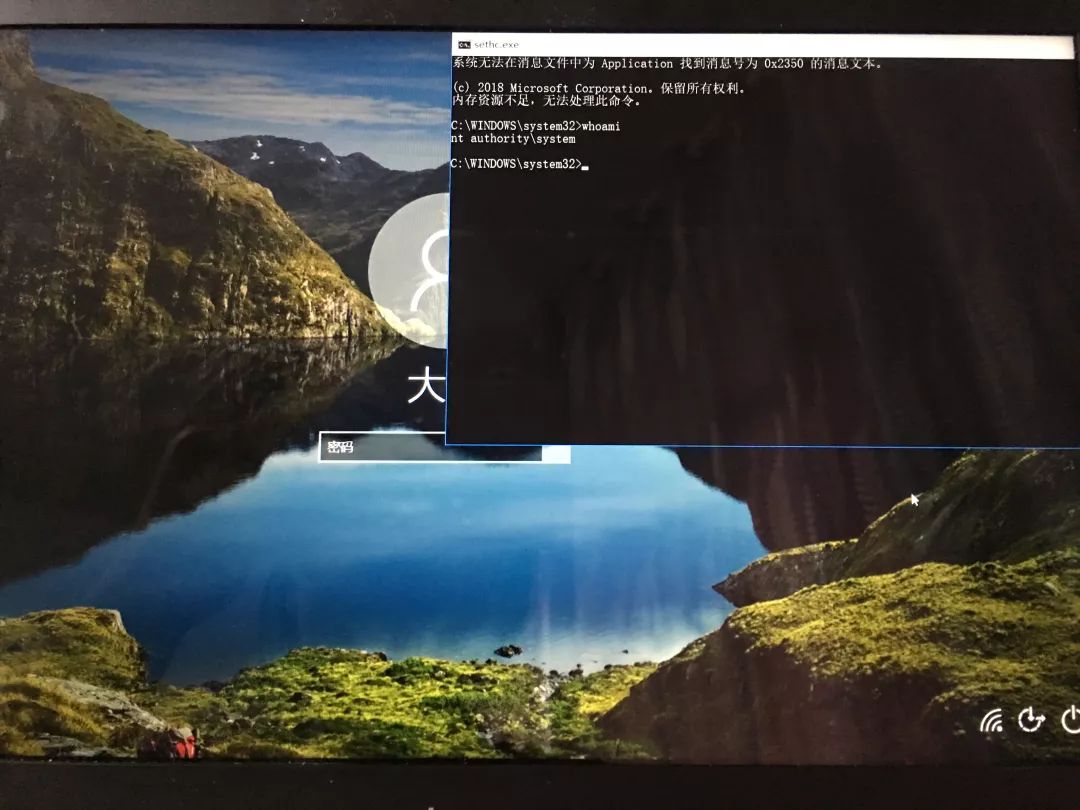 sethc.exe
系统无法在消息文件中为 Application 找到消息号为 0x2350 的消息文本。
(c) 2018 Microsoft Corporation。保留所有权利。
内存资源不足，无法处理此命令。
C:\WINDOWS\system32>whoami
nt authority\system
C:\WINDOWS\system32>
大
密码